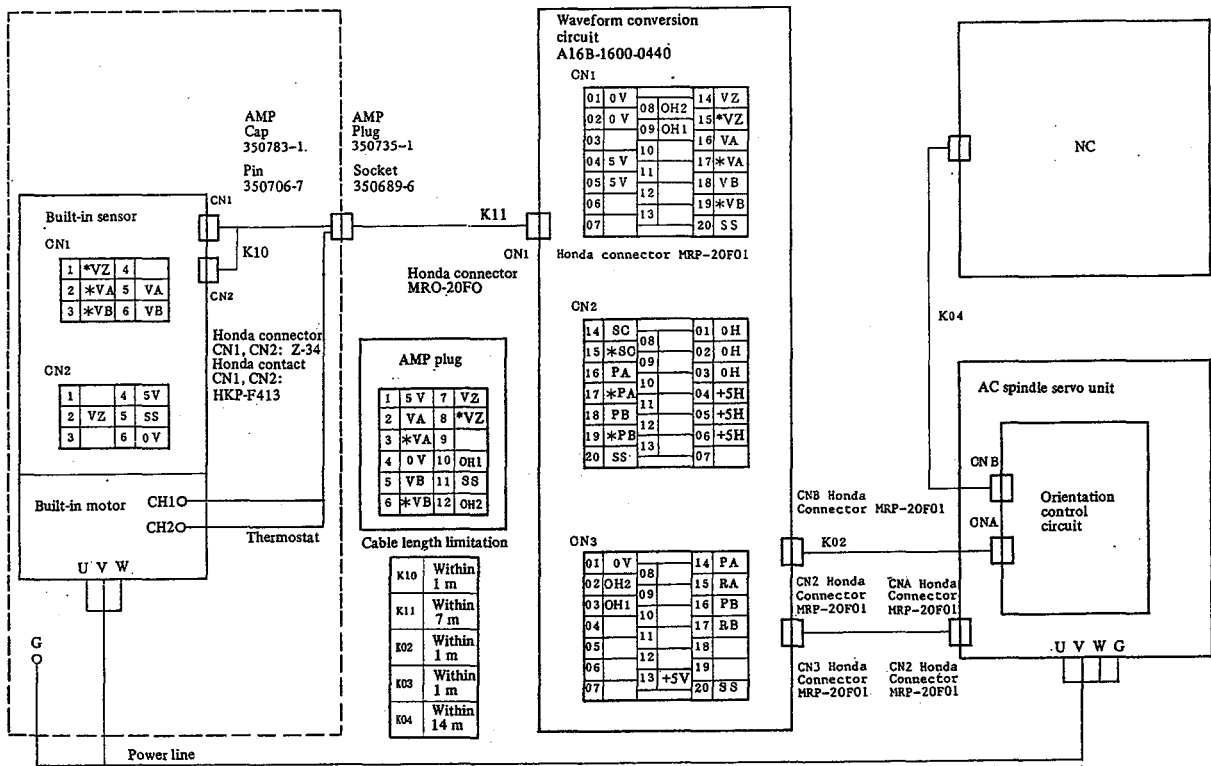 AMP
Cap
350783-1.
Pin
350706-7
AMP
Plug
350735-1
Socket
350689-6
Built-in sensor
CN1
1 *VZ 4
2 *VA 5 VA
3 *VB 6 VB
CN2
1 4 5V
2 VZ 5 SS
3 6 0V
CN1
K10
CN2
Honda connector
CN1, CN2: Z-34
Honda contact
CN1, CN2:
HKP-F413
Built-in motor
CH1
CH2
Thermostat
U V W
G
Power line
K11
CN1
Honda connector
MRO-20FO
AMP plug
1 5V 7 VZ
2 VA 8 *VZ
3 *VA 9
4 0V 10 OH1
5 VB 11 SS
6 *VB 12 OH2
Cable length limitation
K10 Within 1 m
K11 Within 7 m
K02 Within 1 m
K03 Within 1 m
K04 Within 14 m
Waveform conversion
circuit
A16B-1600-0440
CN1
01 0V 08 OH2 14 VZ
02 0V 09 OH1 15 *VZ
03 10 16 VA
04 5V 11 17 *VA
05 5V 12 18 VB
06 13 19 *VB
07 20 SS
Honda connector MRP-20F01
CN2
14 SC 08 01 0H
15 *SC 09 02 0H
16 PA 10 03 0H
17 *PA 11 04 +5H
18 PB 12 05 +5H
19 *PB 13 06 +5H
20 SS 07
CN3
01 0V 08 14 PA
02 OH2 09 15 RA
03 OH1 10 16 PB
04 11 17 RB
05 12 18
06 13 +5V 19
07 20 SS
NC
K04
AC spindle servo unit
CNB
CNA
Orientation
control
circuit
CNB Honda
Connector MRP-20F01
K02
CN2 Honda
Connector
MRP-20F01
CNA Honda
Connector
MRP-20F01
CN3 Honda
Connector
MRP-20F01
CN2 Honda
Connector
MRP-20F01
U V W G